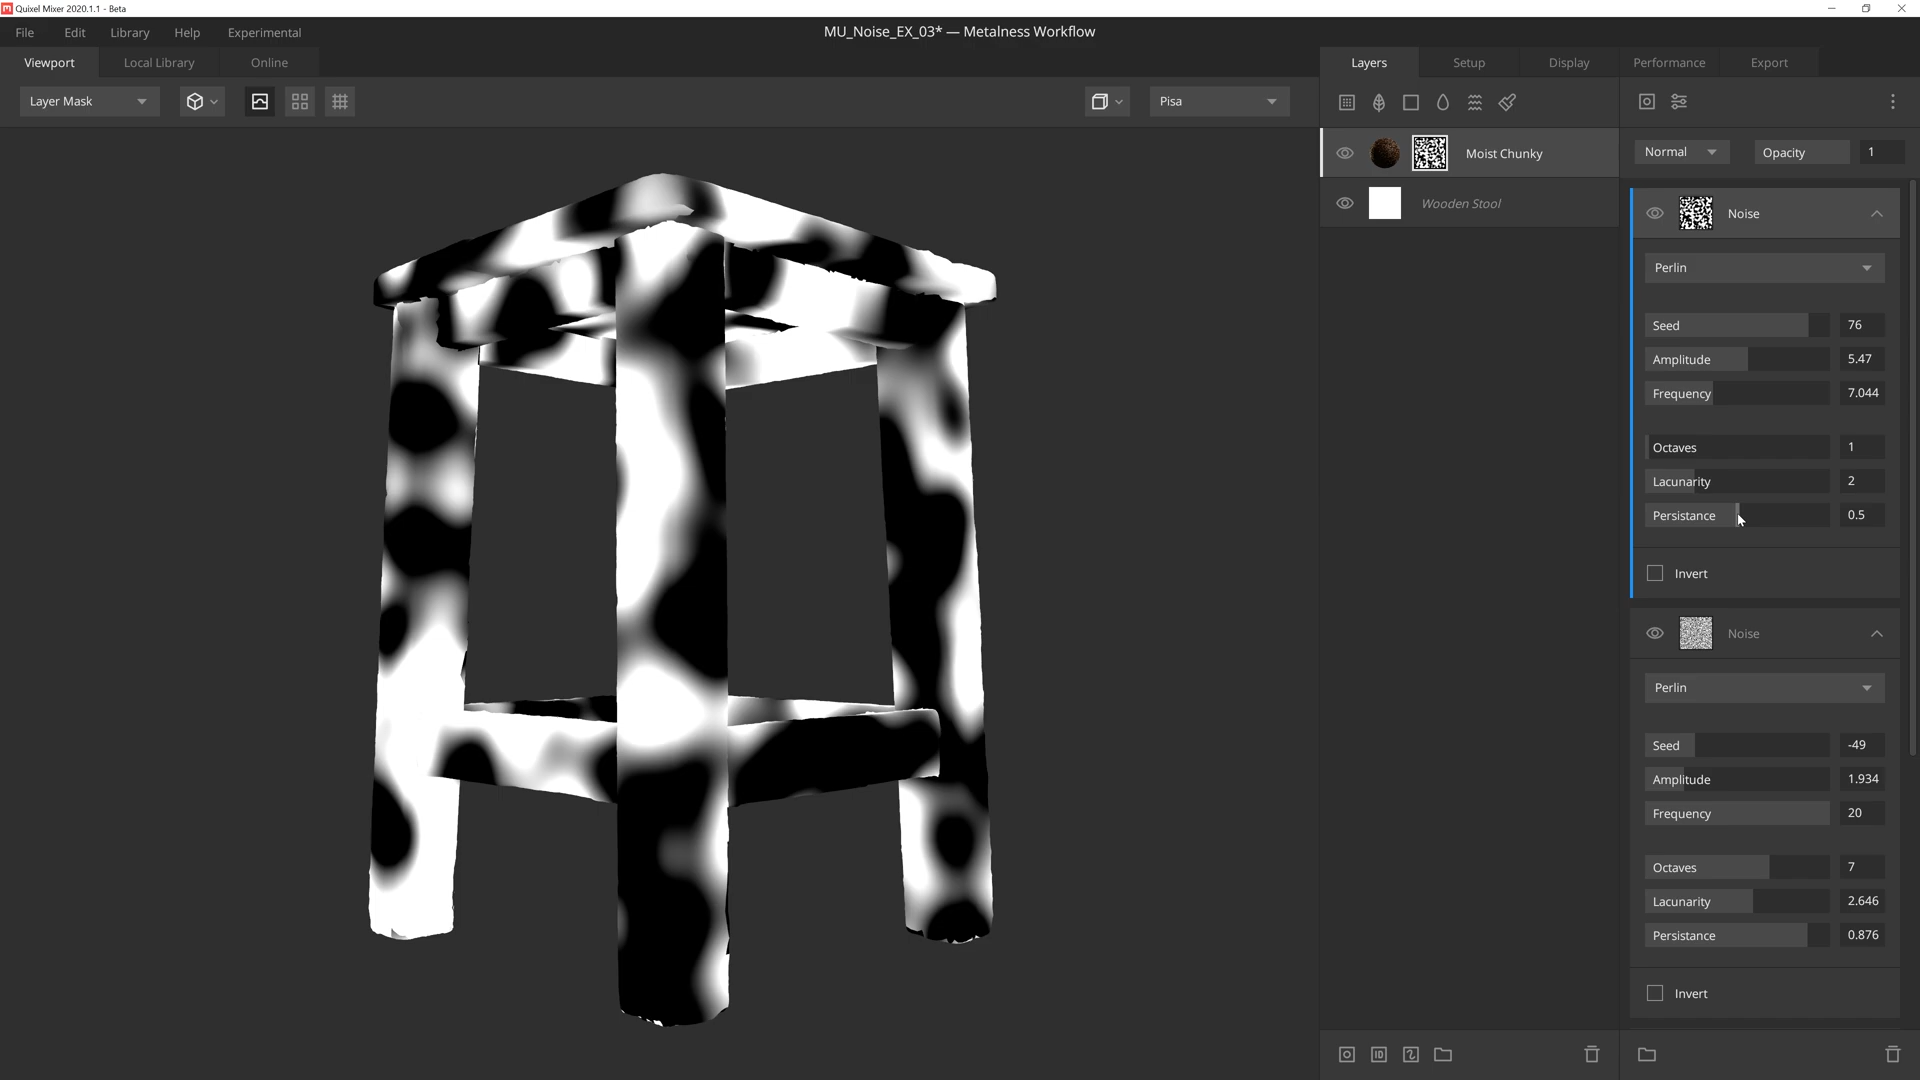 Quixel Mixer 2020.1.1 - Beta
File Edit Library Help Experimental
MU_Noise_EX_03* — Metalness Workflow
Viewport Local Library Online
Layers Setup Display Performance Export
Layer Mask
Pisa
Moist Chunky
Wooden Stool
Normal
Opacity 1
Noise
Perlin
Seed 76
Amplitude 5.47
Frequency 7.044
Octaves 1
Lacunarity 2
Persistance 0.5
Invert
Noise
Perlin
Seed -49
Amplitude 1.934
Frequency 20
Octaves 7
Lacunarity 2.646
Persistance 0.876
Invert
ID